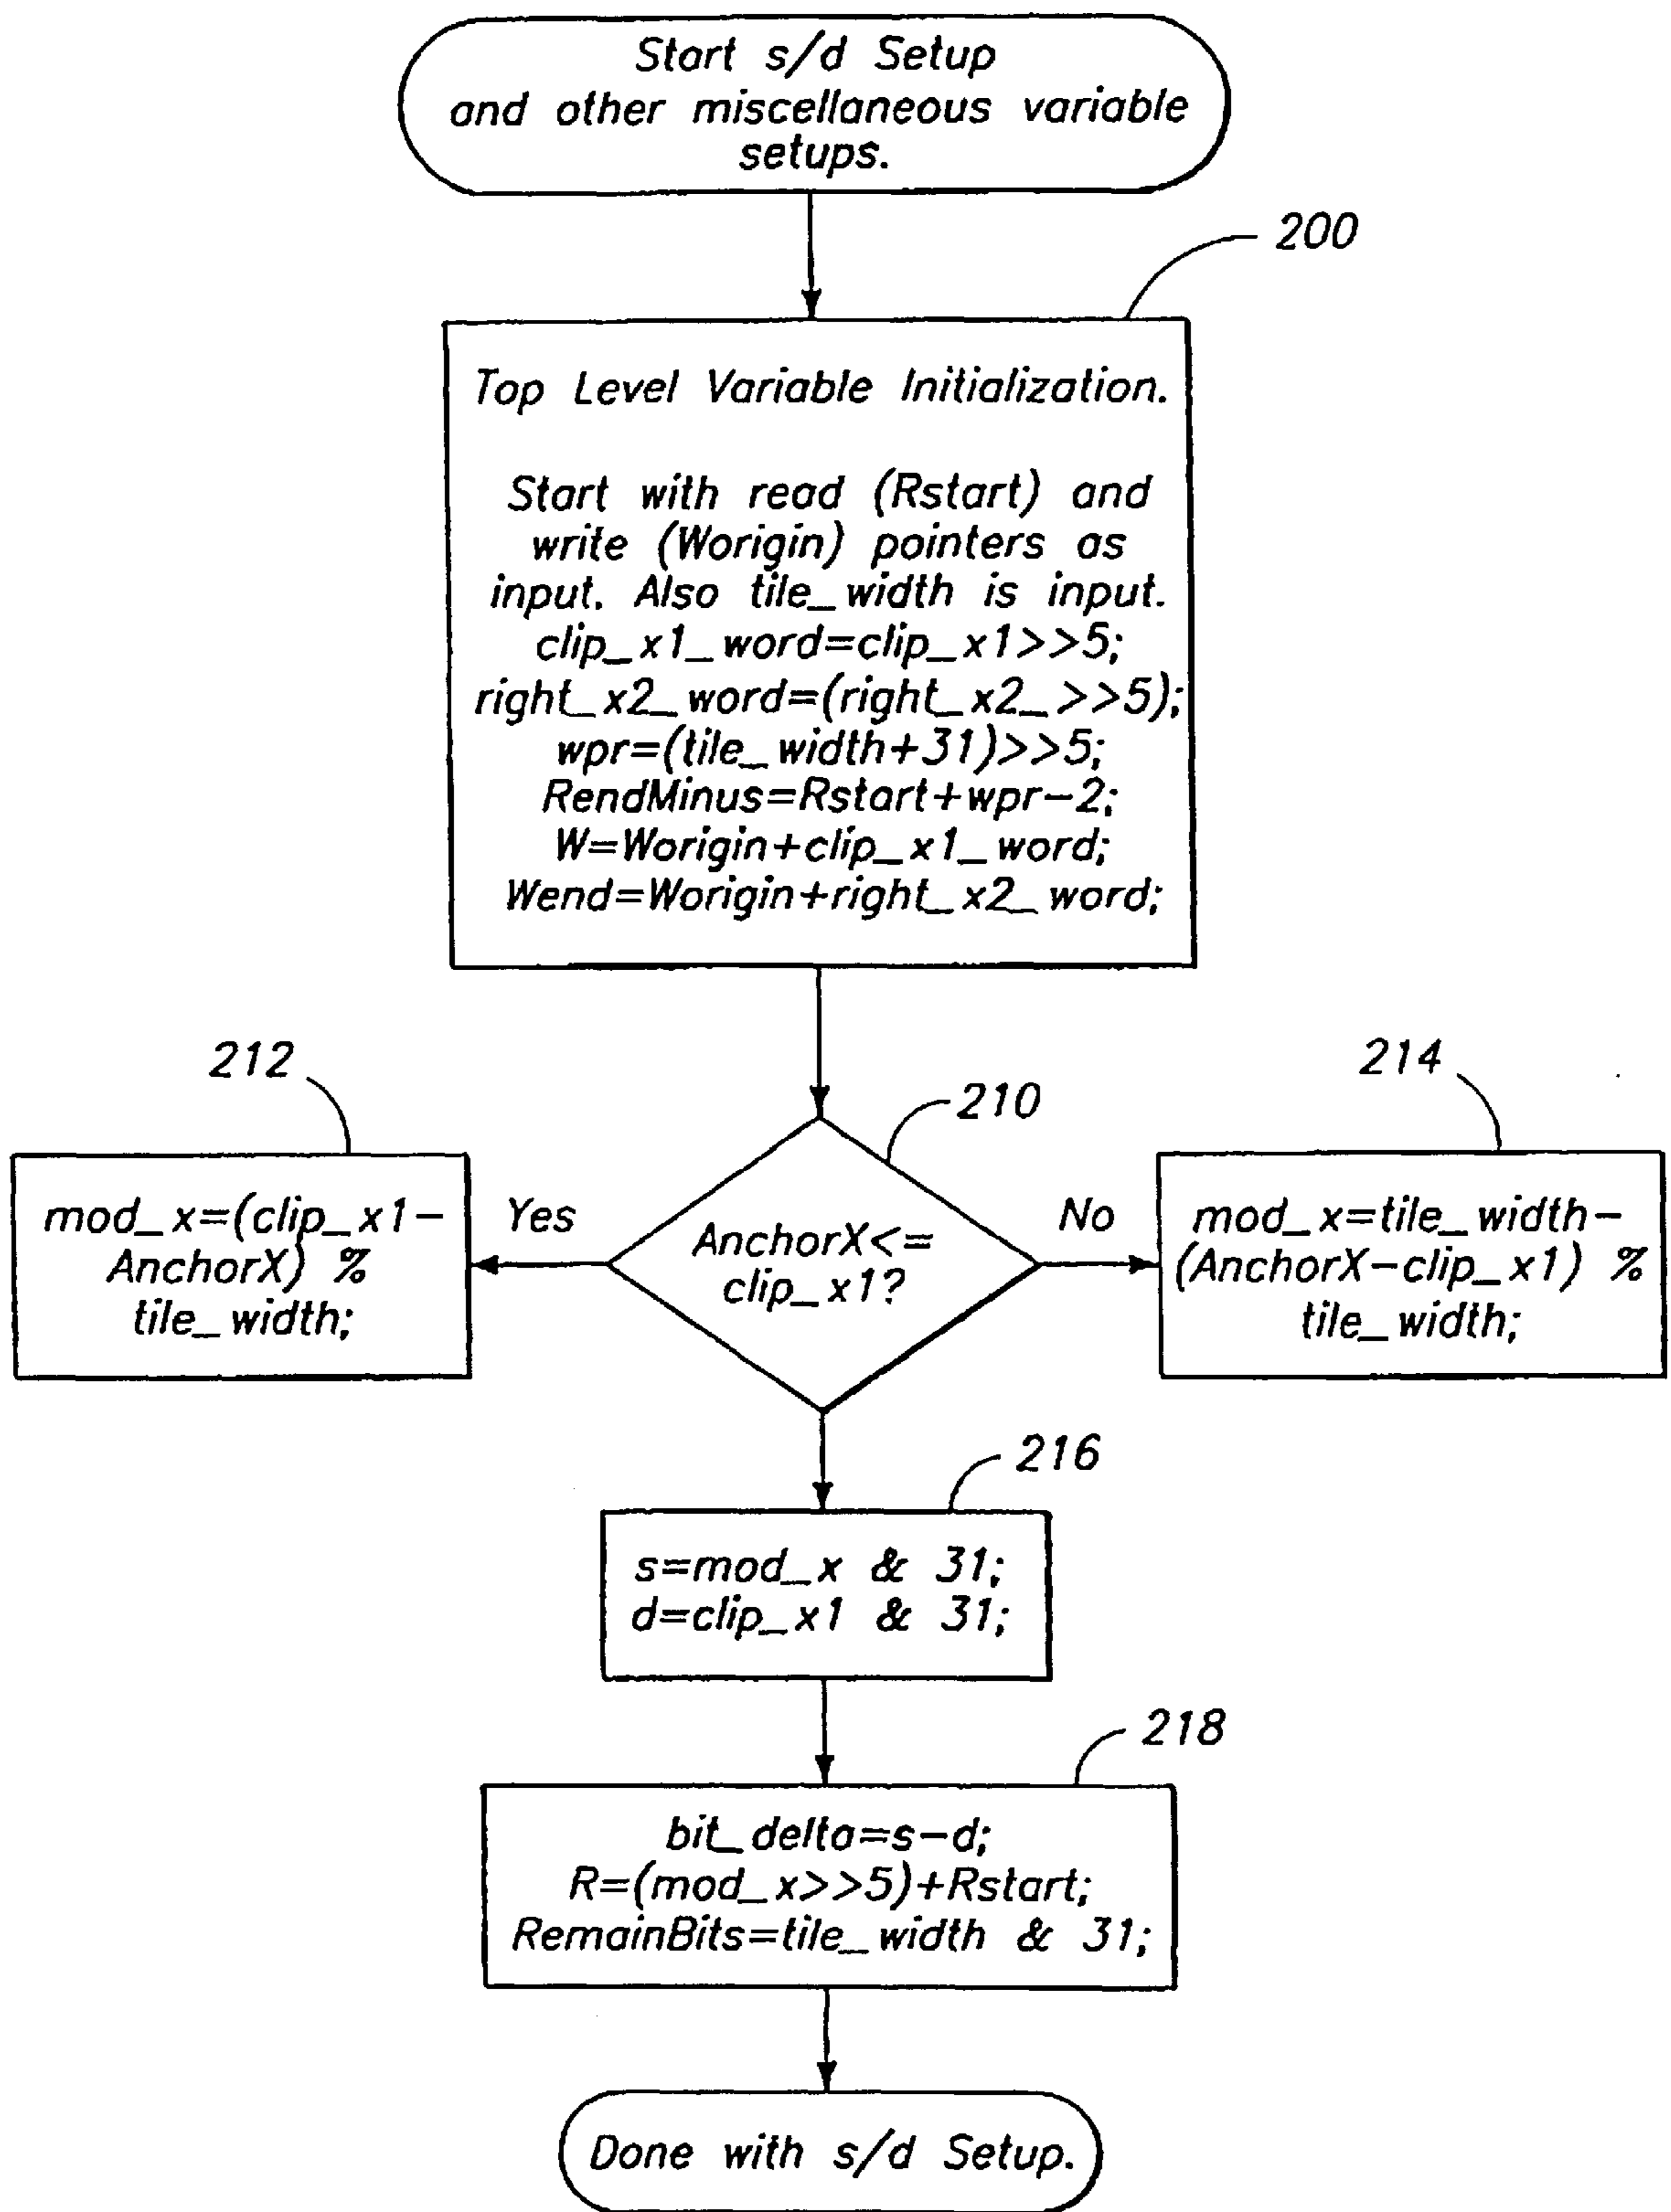 Start s/d Setup
and other miscellaneous variable
setups.
200
Top Level Variable Initialization.
Start with read (Rstart) and
write (Worigin) pointers as
input. Also tile_width is input.
clip_x1_word=clip_x1>>5;
right_x2_word=(right_x2_>>5);
wpr=(tile_width+31)>>5;
RendMinus=Rstart+wpr-2;
W=Worigin+clip_x1_word;
Wend=Worigin+right_x2_word;
212
mod_x=(clip_x1-
AnchorX) %
tile_width;
Yes
210
AnchorX<=
clip_x1?
No
214
mod_x=tile_width-
(AnchorX-clip_x1) %
tile_width;
216
s=mod_x & 31;
d=clip_x1 & 31;
218
bit_delta=s-d;
R=(mod_x>>5)+Rstart;
RemainBits=tile_width & 31;
Done with s/d Setup.